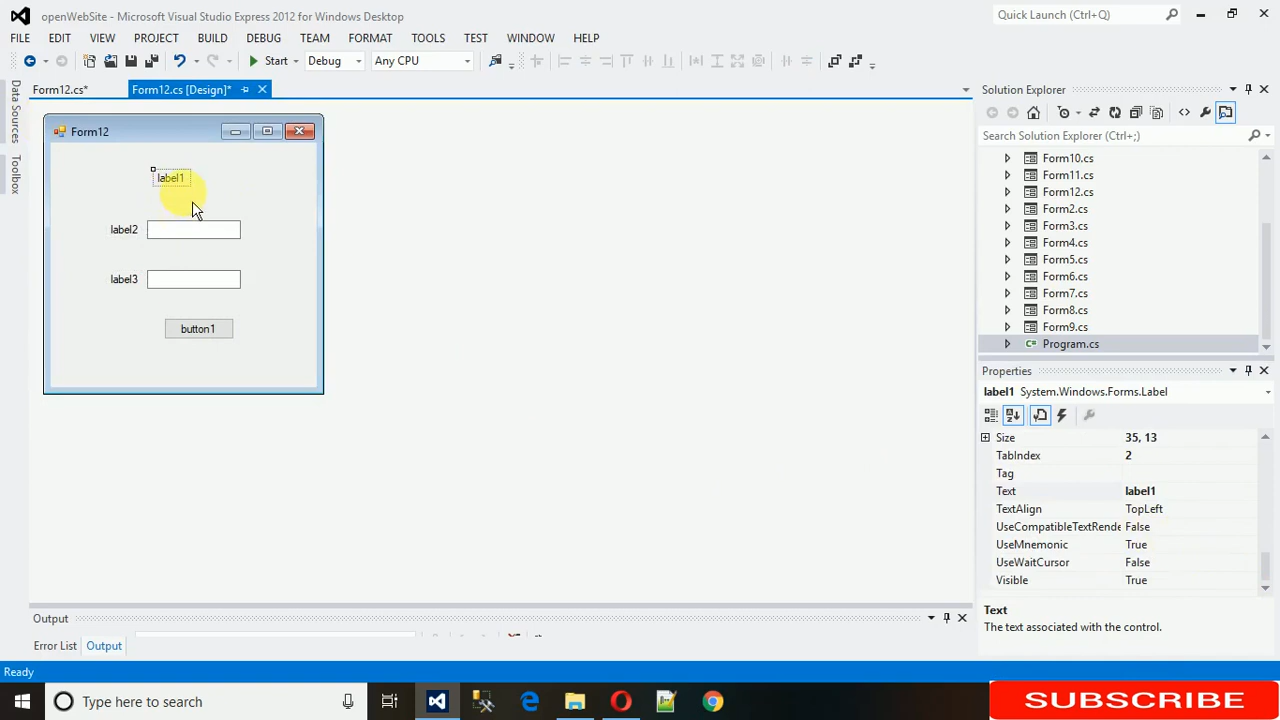 openWebSite - Microsoft Visual Studio Express 2012 for Windows Desktop
Quick Launch (Ctrl+Q)
FILE EDIT VIEW PROJECT BUILD DEBUG TEAM FORMAT TOOLS TEST WINDOW HELP
Start Debug Any CPU
Data Sources
Toolbox
Form12.cs* Form12.cs [Design]*
Form12
label1
label2
label3
button1
Solution Explorer
Search Solution Explorer (Ctrl+;)
Form10.cs
Form11.cs
Form12.cs
Form2.cs
Form3.cs
Form4.cs
Form5.cs
Form6.cs
Form7.cs
Form8.cs
Form9.cs
C# Program.cs
Properties
label1 System.Windows.Forms.Label
Size 35, 13
TabIndex 2
Tag
Text label1
TextAlign TopLeft
UseCompatibleTextRende False
UseMnemonic True
UseWaitCursor False
Visible True
Text
The text associated with the control.
Output
Error List Output
Ready
Type here to search
SUBSCRIBE